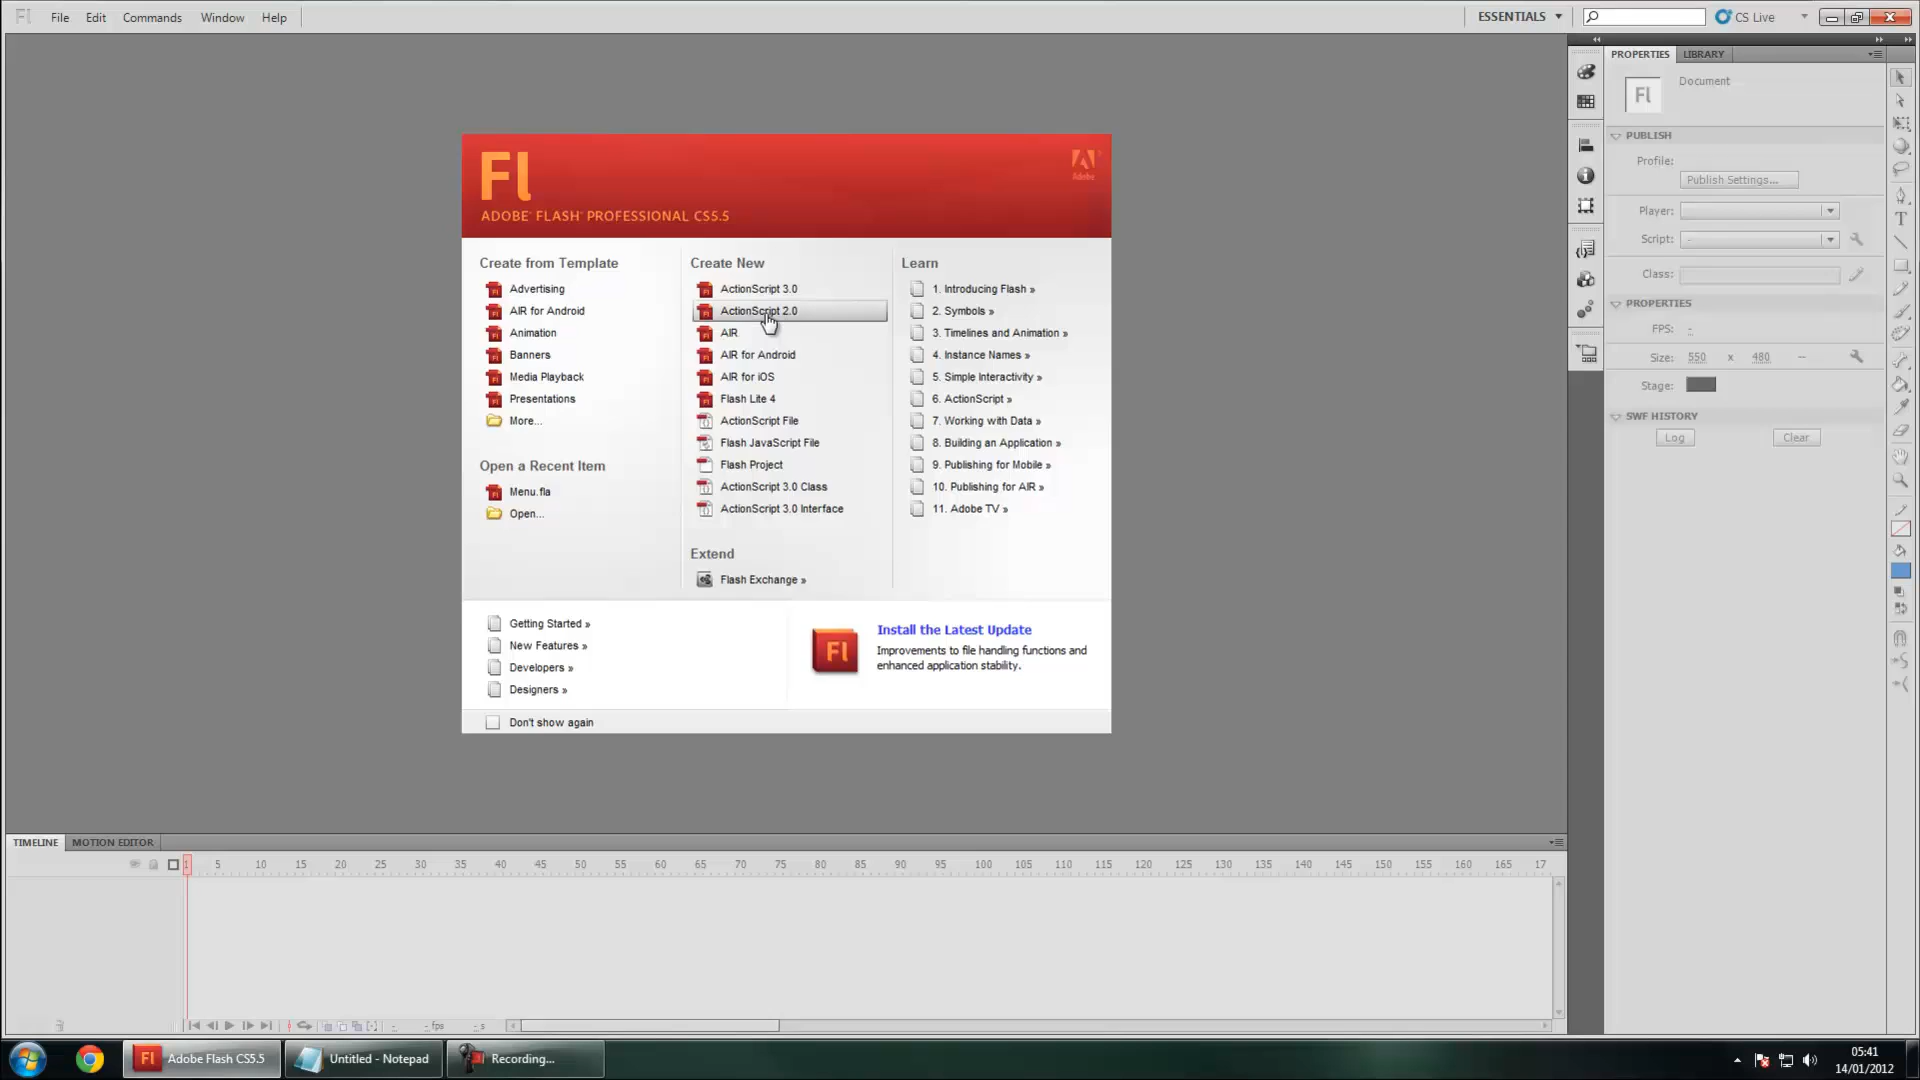 Fl File Edit Commands Window Help ESSENTIALS CS Live
PROPERTIES LIBRARY
Fl Document
PUBLISH
Profile:
Publish Settings...
Player:
Script: -
Class:
PROPERTIES
FPS: -
Size: 550 x 480
Stage:
SWF HISTORY
Log Clear
Fl
Adobe
ADOBE® FLASH® PROFESSIONAL CS5.5
Create from Template
Advertising
AIR for Android
Animation
Banners
Media Playback
Presentations
More...
Open a Recent Item
Menu.fla
Open...
Create New
ActionScript 3.0
ActionScript 2.0
AIR
AIR for Android
AIR for iOS
Flash Lite 4
ActionScript File
Flash JavaScript File
Flash Project
ActionScript 3.0 Class
ActionScript 3.0 Interface
Extend
Flash Exchange »
Learn
1. Introducing Flash »
2. Symbols »
3. Timelines and Animation »
4. Instance Names »
5. Simple Interactivity »
6. ActionScript »
7. Working with Data »
8. Building an Application »
9. Publishing for Mobile »
10. Publishing for AIR »
11. Adobe TV »
Getting Started »
New Features »
Developers »
Designers »
Fl
Install the Latest Update
Improvements to file handling functions and
enhanced application stability.
Don't show again
TIMELINE MOTION EDITOR
1 5 10 15 20 25 30 35 40 45 50 55 60 65 70 75 80 85 90 95 100 105 110 115 120 125 130 135 140 145 150 155 160 165 17
- - fps - s
Fl Adobe Flash CS5.5 Untitled - Notepad Recording...
05:41
14/01/2012